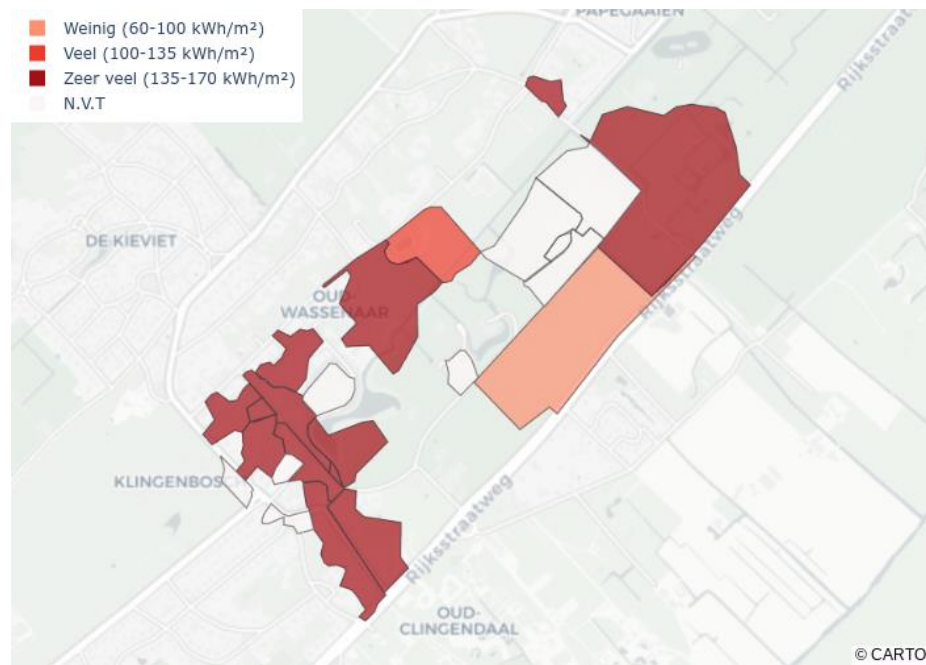 Weinig (60-100 kWh/m²)
Veel (100-135 kWh/m²)
Zeer veel (135-170 kWh/m²)
N.V.T
PAPEGAAIEN
Rijksstraatweg
DE KIEVIET
Rijksstraatweg
OUD-
WASSENAAR
KLINGENBOSCH
Rijksstraatweg
OUD-
CLINGENDAAL
© CARTO